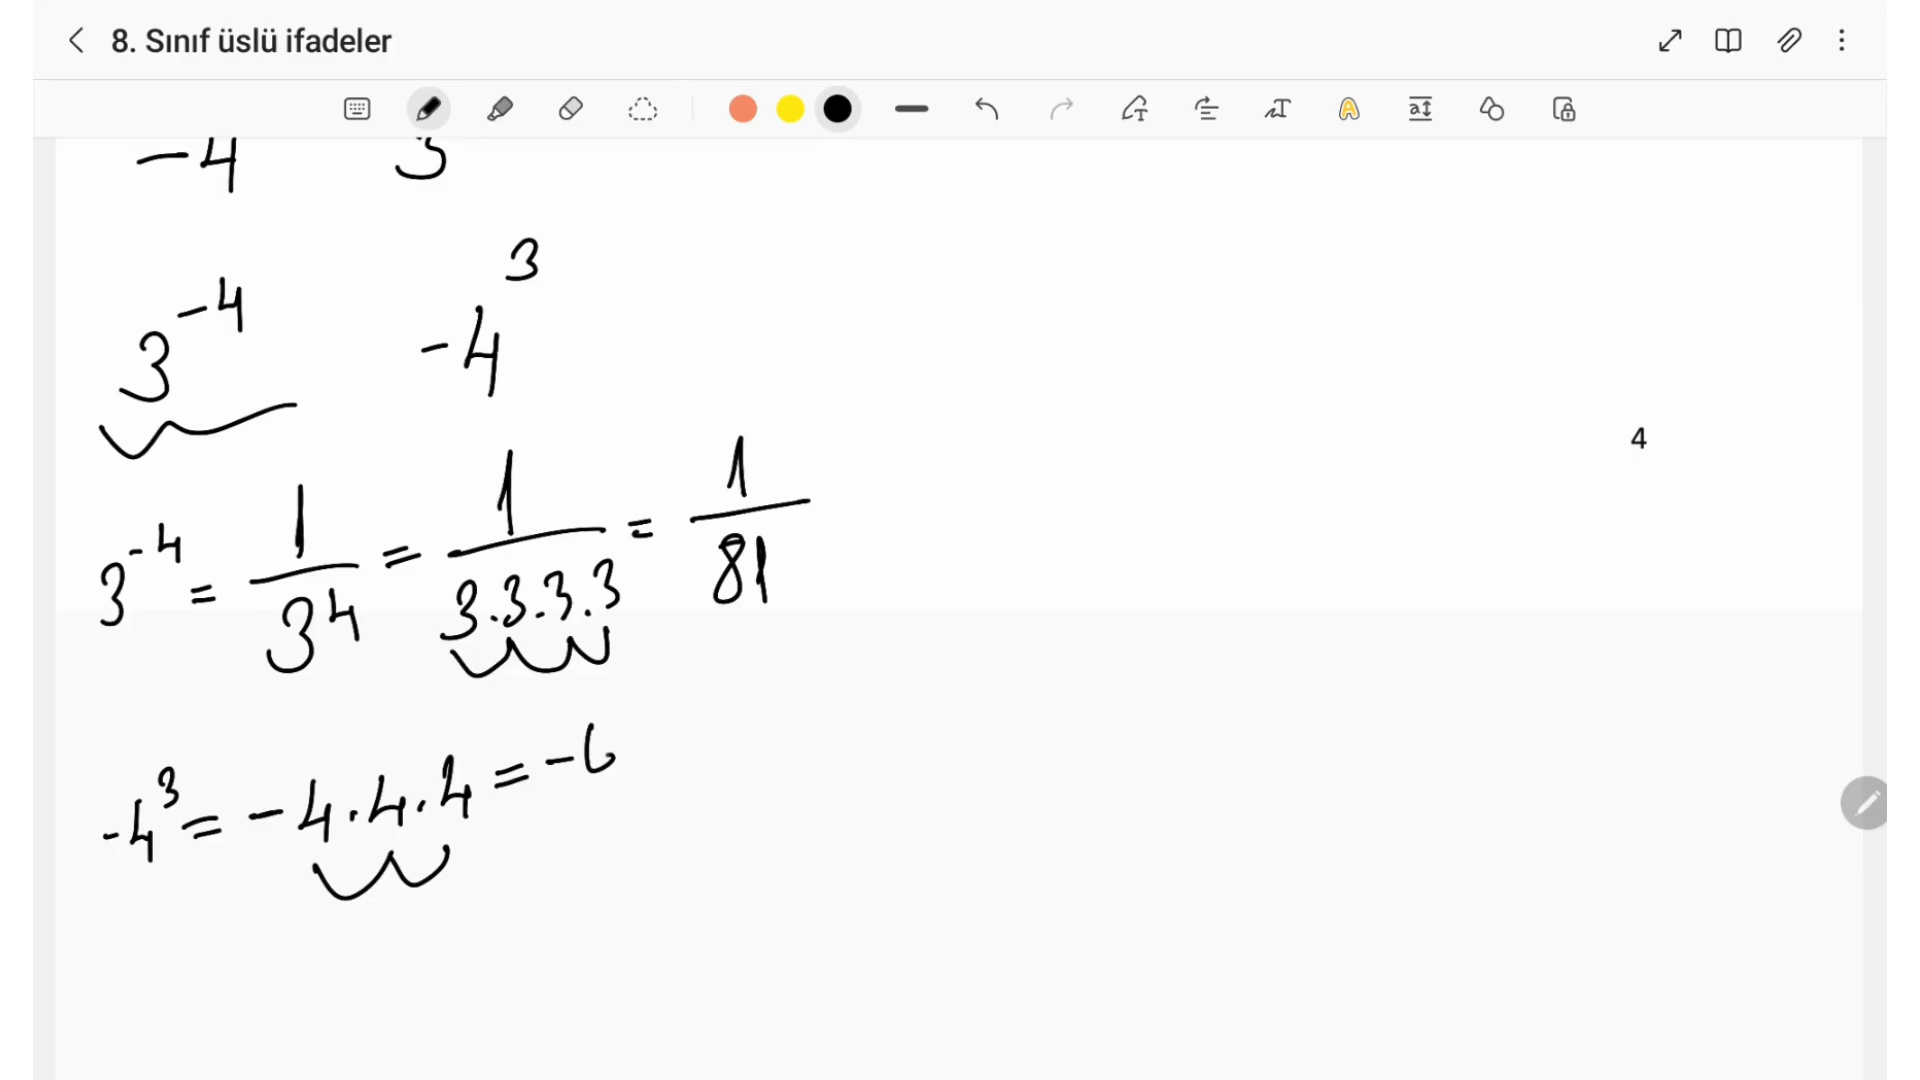 8. Sınıf üslü ifadeler
-4 3
3^-4 -4^3
4
3^-4 = 1/3^4 = 1/3.3.3.3 = 1/81
-4^3 = -4.4.4 = -6